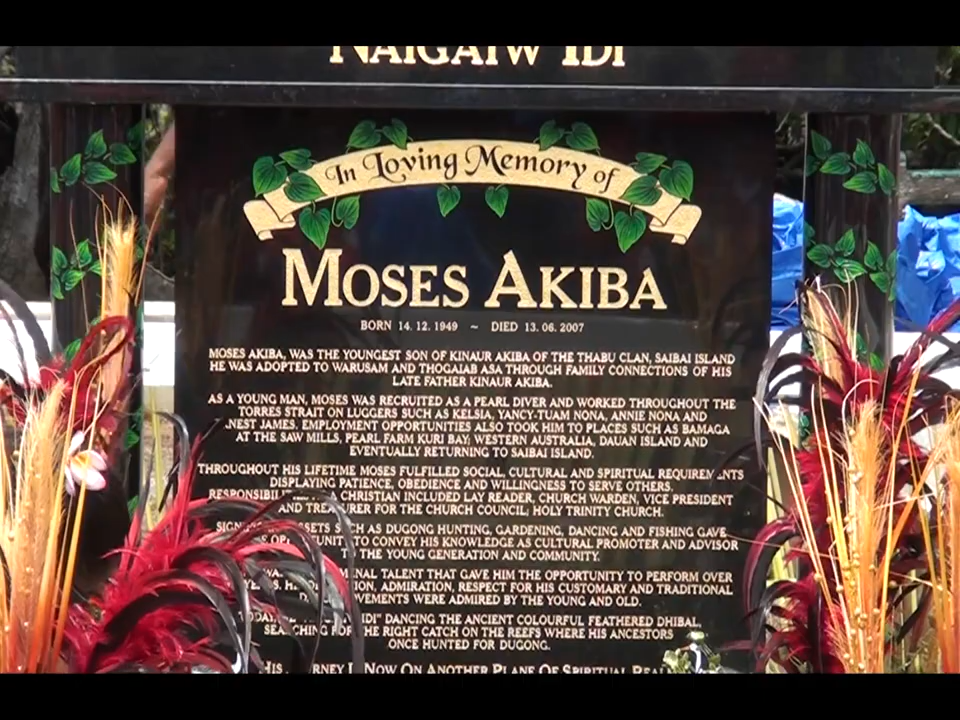 NAIGAIW IDI
In Loving Memory of
MOSES AKIBA
BORN 14.12.1949 ~ DIED 13.06.2007
MOSES AKIBA, WAS THE YOUNGEST SON OF KINAUR AKIBA OF THE THABU CLAN, SAIBAI ISLAND
HE WAS ADOPTED TO WARUSAM AND THOGAIAB ASA THROUGH FAMILY CONNECTIONS OF HIS
LATE FATHER KINAUR AKIBA.
AS A YOUNG MAN, MOSES WAS RECRUITED AS A PEARL DIVER AND WORKED THROUGHOUT THE
TORRES STRAIT ON LUGGERS SUCH AS KELSIA, YANCY-TUAM NONA, ANNIE NONA AND
JAMES. EMPLOYMENT OPPORTUNITIES ALSO TOOK HIM TO PLACES SUCH AS BAMAGA
AT THE SAW MILLS, PEARL FARM KURI BAY; WESTERN AUSTRALIA, DAUAN ISLAND AND
EVENTUALLY RETURNING TO SAIBAI ISLAND.
THROUGHOUT HIS LIFETIME MOSES FULFILLED SOCIAL, CULTURAL AND SPIRITUAL REQUIREMENTS
DISPLAYING PATIENCE, OBEDIENCE AND WILLINGNESS TO SERVE OTHERS.
CHRISTIAN INCLUDED LAY READER, CHURCH WARDEN, VICE PRESIDENT
AND TREASURER FOR THE CHURCH COUNCIL; HOLY TRINITY CHURCH.
SUCH AS DUGONG HUNTING, GARDENING, DANCING AND FISHING GAVE
TO CONVEY HIS KNOWLEDGE AS CULTURAL PROMOTER AND ADVISOR
THE YOUNG GENERATION AND COMMUNITY.
TALENT THAT GAVE HIM THE OPPORTUNITY TO PERFORM OVER
ADMIRATION, RESPECT FOR HIS CUSTOMARY AND TRADITIONAL
WERE ADMIRED BY THE YOUNG AND OLD.
IDI" DANCING THE ANCIENT COLOURFUL FEATHERED DHIBAL,
SEARCHING FOR THE RIGHT CATCH ON THE REEFS WHERE HIS ANCESTORS
ONCE HUNTED FOR DUGONG.
HIS NOW ON ANOTHER PLANE OF SPIRITUAL